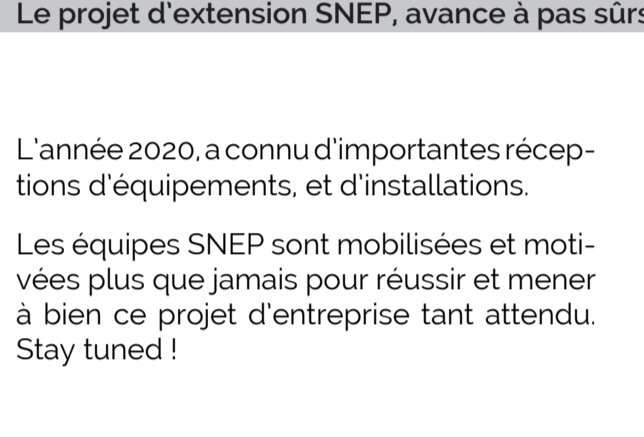 Le projet d'extension SNEP, avance à pas sûrs
L'année 2020, a connu d'importantes récep-
tions d'équipements, et d'installations.
Les équipes SNEP sont mobilisées et moti-
vées plus que jamais pour réussir et mener
à bien ce projet d'entreprise tant attendu.
Stay tuned !